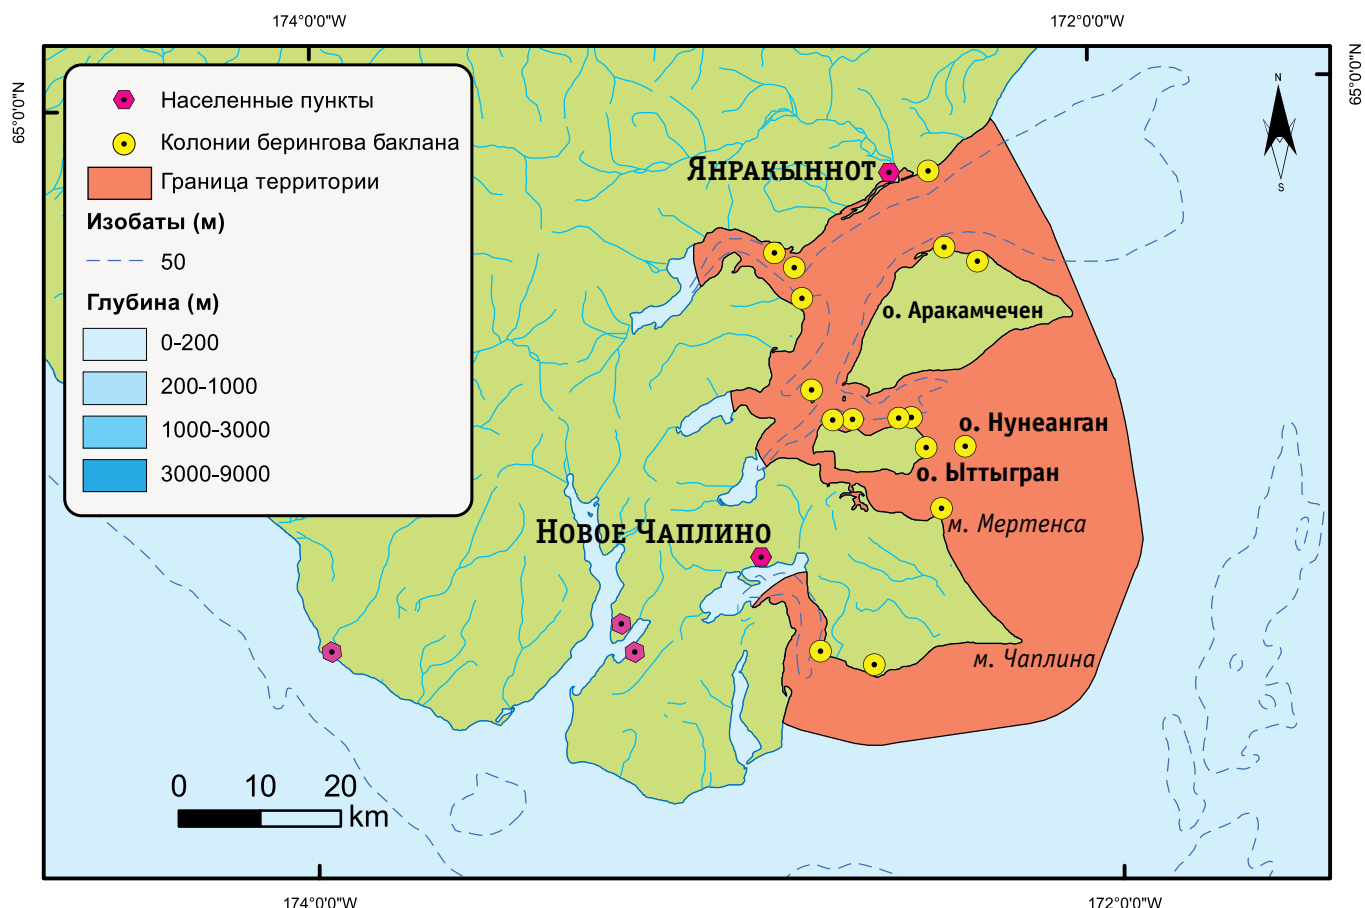 174°0'0"W
172°0'0"W
65°0'0"N
65°0'0"N
Населенные пункты
Колонии берингова баклана
Граница территории
Изобаты (м)
50
Глубина (м)
0-200
200-1000
1000-3000
3000-9000
N
S
Янракыннот
о. Аракамчечен
о. Нунеанган
о. Ыттыгран
м. Мертенса
Новое Чаплино
м. Чаплина
0 10 20
km
174°0'0"W
172°0'0"W